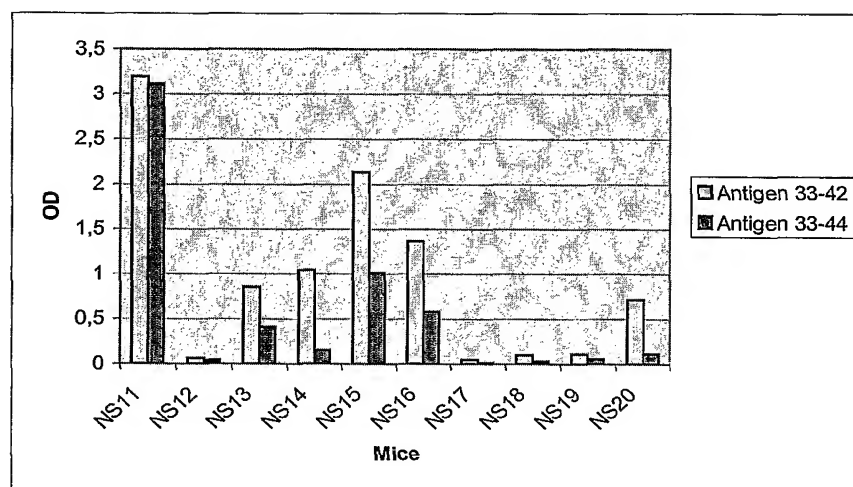 3,5
3
2,5
2
1,5
1
0,5
0
OD
NS11
NS12
NS13
NS14
NS15
NS16
NS17
NS18
NS19
NS20
Mice
Antigen 33-42
Antigen 33-44